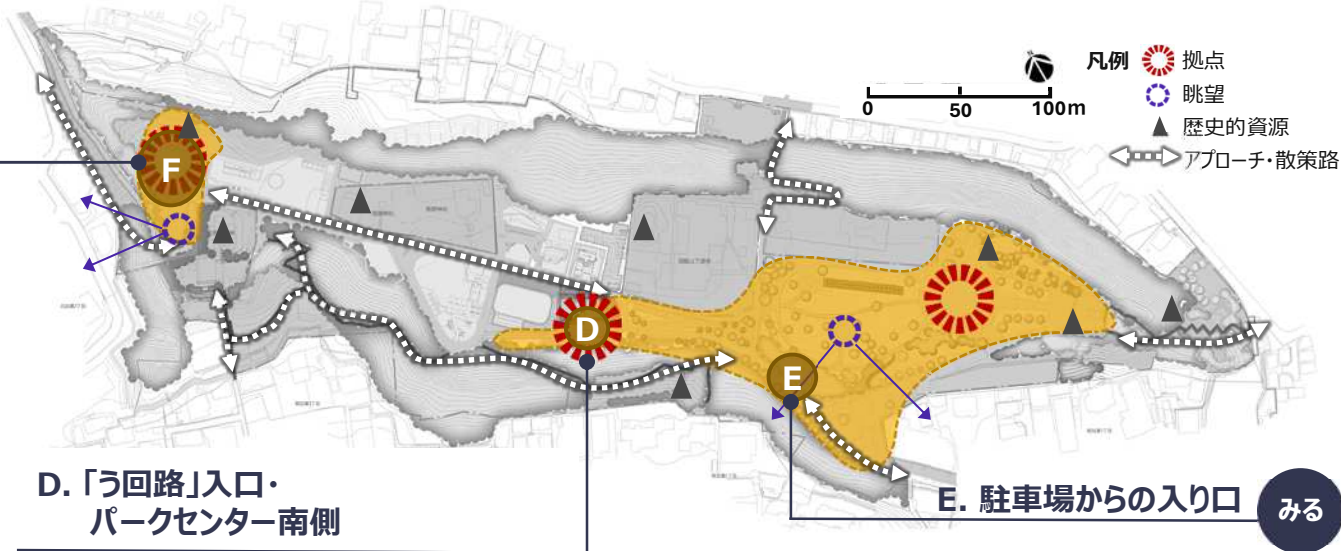 凡例
拠点
眺望
歴史的資源
アプローチ・散策路
0 50 100m
F
D
E
D. 「う回路」入口・
パークセンター南側
E. 駐車場からの入り口
みる